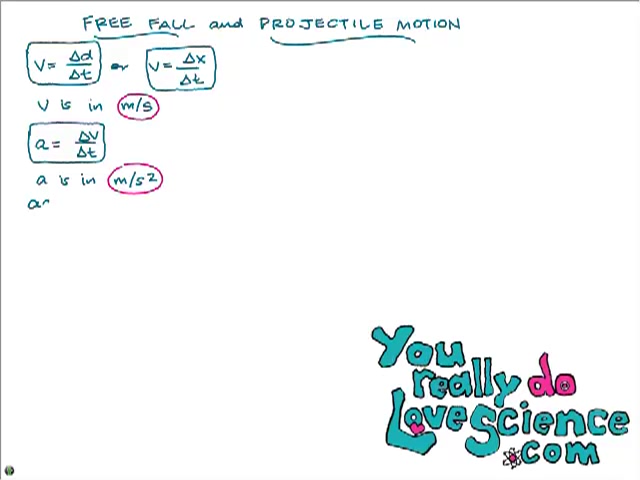 FREE FALL and PROJECTILE MOTION
V = Δd/Δt or V = Δx/Δt
V is in m/s
a = ΔV/Δt
a is in m/s2
You
really do
Love Science
.com